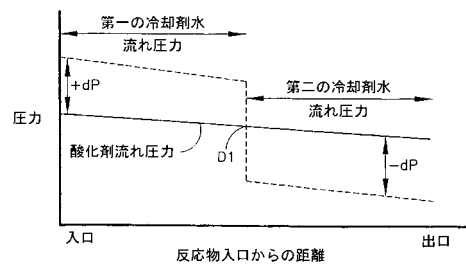 第一の冷却剤水
流れ圧力
+dP
第二の冷却剤水
流れ圧力
圧力
酸化剤流れ圧力
D1
-dP
入口
出口
反応物入口からの距離